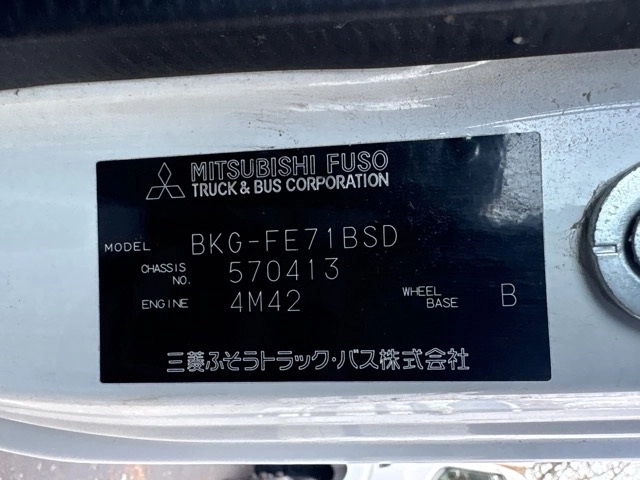 MITSUBISHI FUSO
TRUCK & BUS CORPORATION
MODEL BKG-FE71BSD
CHASSIS NO. 570413
ENGINE 4M42 WHEEL BASE B
三菱ふそうトラック・バス株式会社